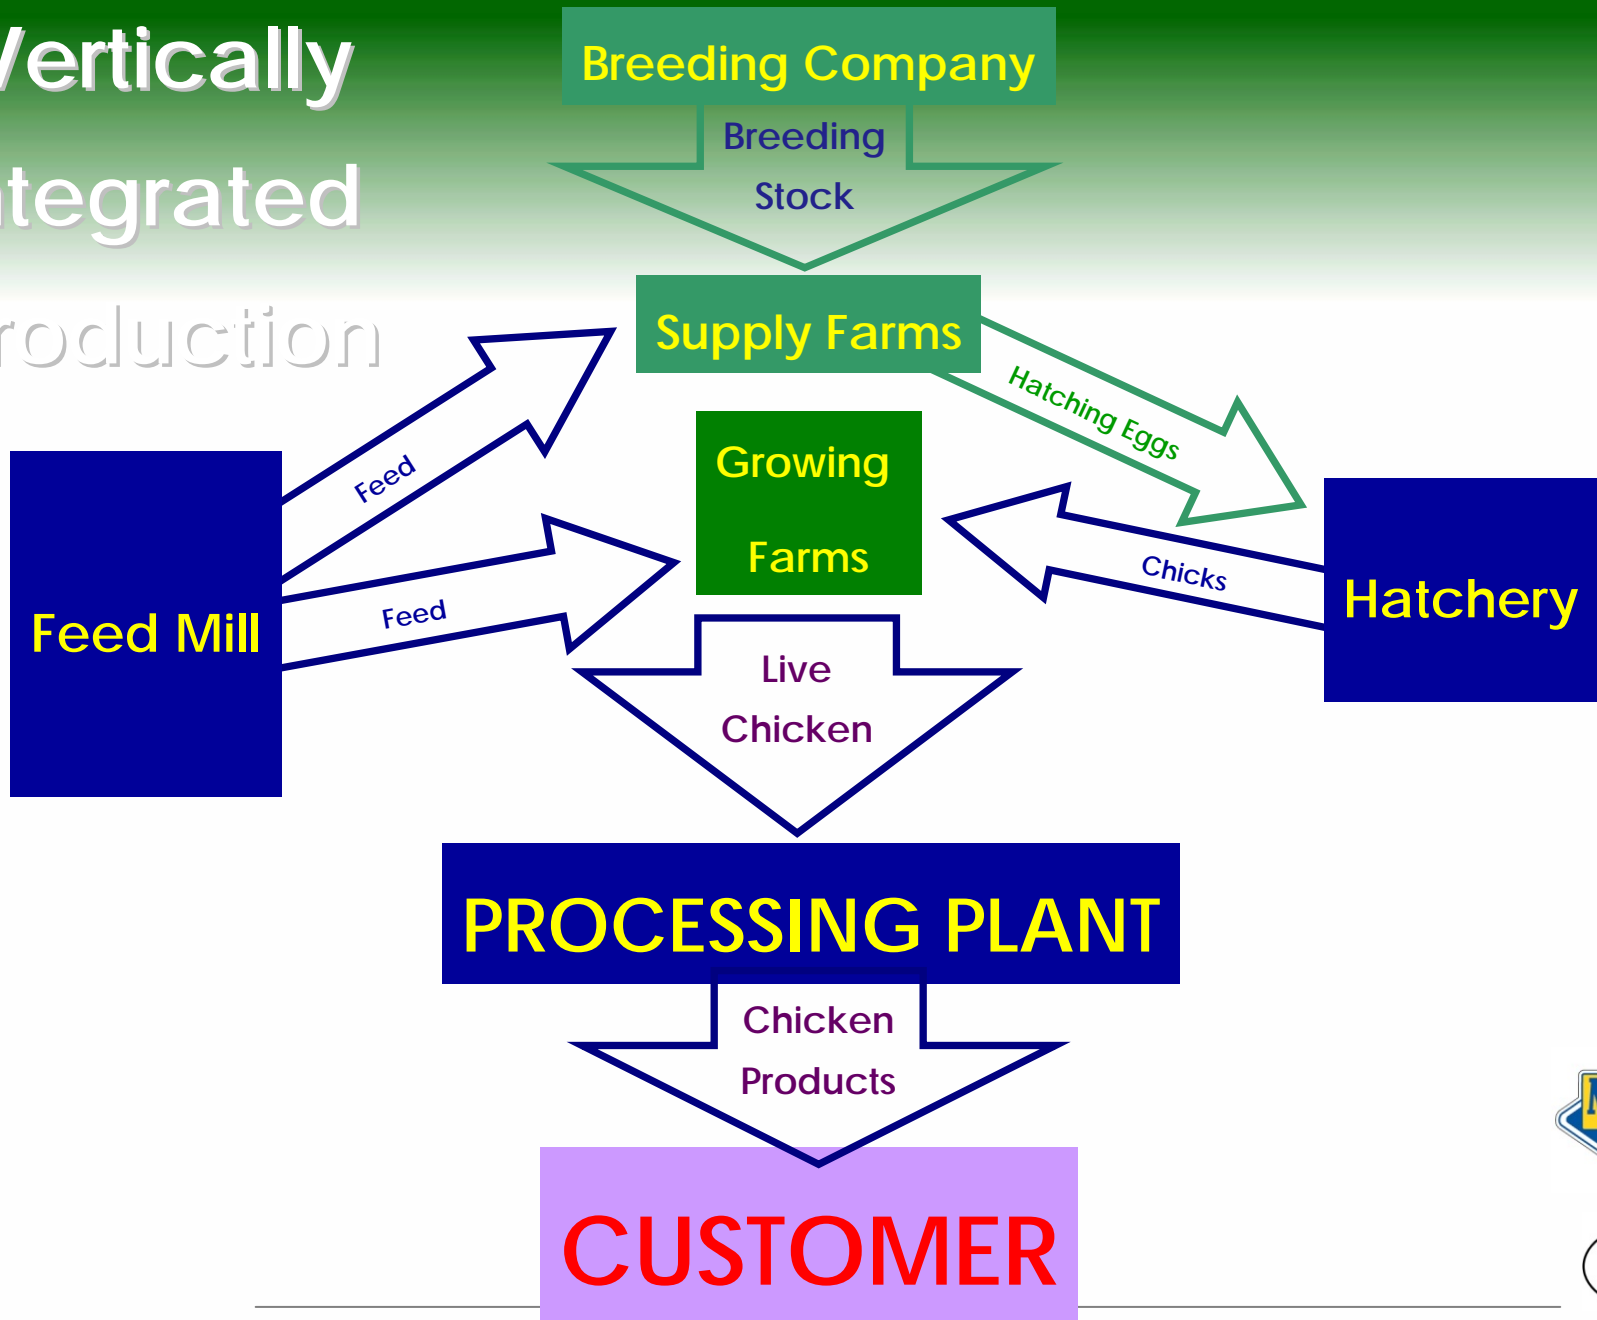 Vertically
ntegrated
roduction
Breeding Company
Breeding
Stock
Supply Farms
Hatching Eggs
Feed
Growing
Farms
Chicks
Feed
Feed Mill
Hatchery
Live
Chicken
PROCESSING PLANT
Chicken
Products
CUSTOMER